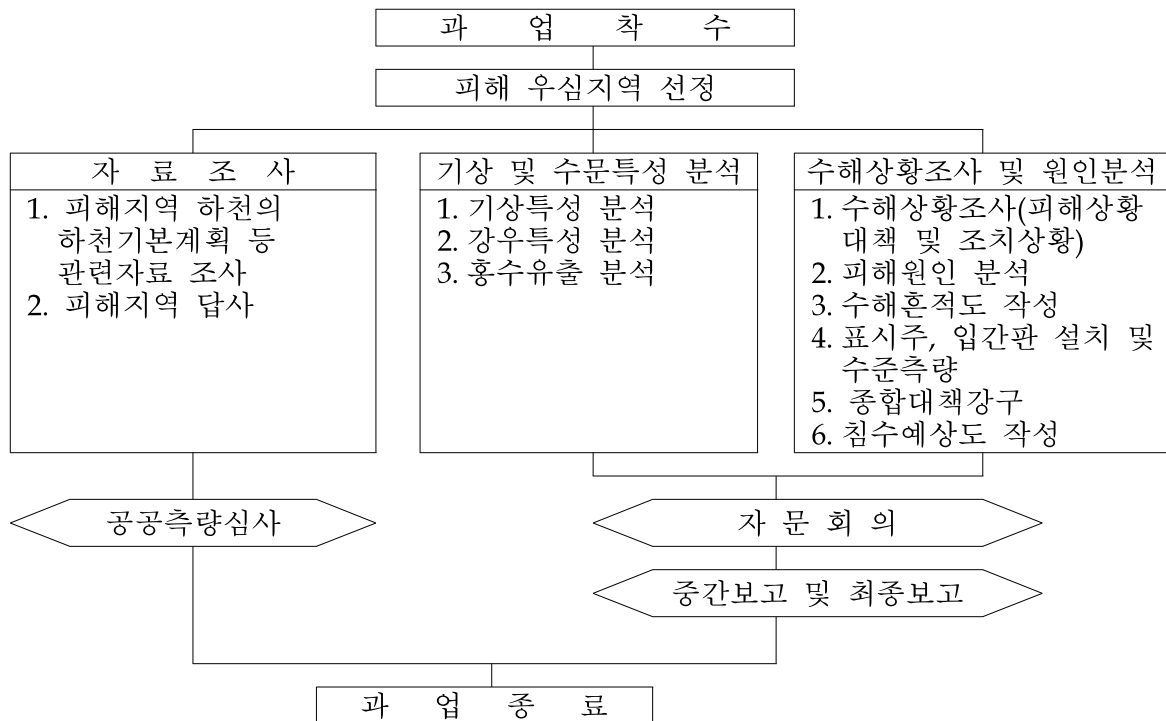 과 업 착 수
피해 우심지역 선정
자 료 조 사
1. 피해지역 하천의
하천기본계획 등
관련자료 조사
2. 피해지역 답사
기상 및 수문특성 분석
1. 기상특성 분석
2. 강우특성 분석
3. 홍수유출 분석
수해상황조사 및 원인분석
1. 수해상황조사(피해상황
대책 및 조치상황)
2. 피해원인 분석
3. 수해흔적도 작성
4. 표시주, 입간판 설치 및
수준측량
5. 종합대책강구
6. 침수예상도 작성
공공측량심사
자 문 회 의
중간보고 및 최종보고
과 업 종 료